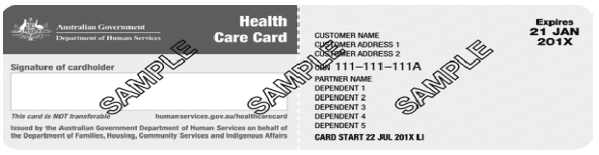 Australian Government
Department of Human Services
Health
Care Card
Signature of cardholder
This card is NOT transferable
humanservices.gov.au/healthcarecard
Issued by the Australian Government Department of Human Services on behalf of
the Department of Families, Housing, Community Services and Indigenous Affairs
SAMPLE
SAMPLE
SAMPLE
CUSTOMER NAME
CUSTOMER ADDRESS 1
CUSTOMER ADDRESS 2
CRN 111-111-111A
PARTNER NAME
DEPENDENT 1
DEPENDENT 2
DEPENDENT 3
DEPENDENT 4
DEPENDENT 5
CARD START 22 JUL 201X ILI
Expires
21 JAN
201X